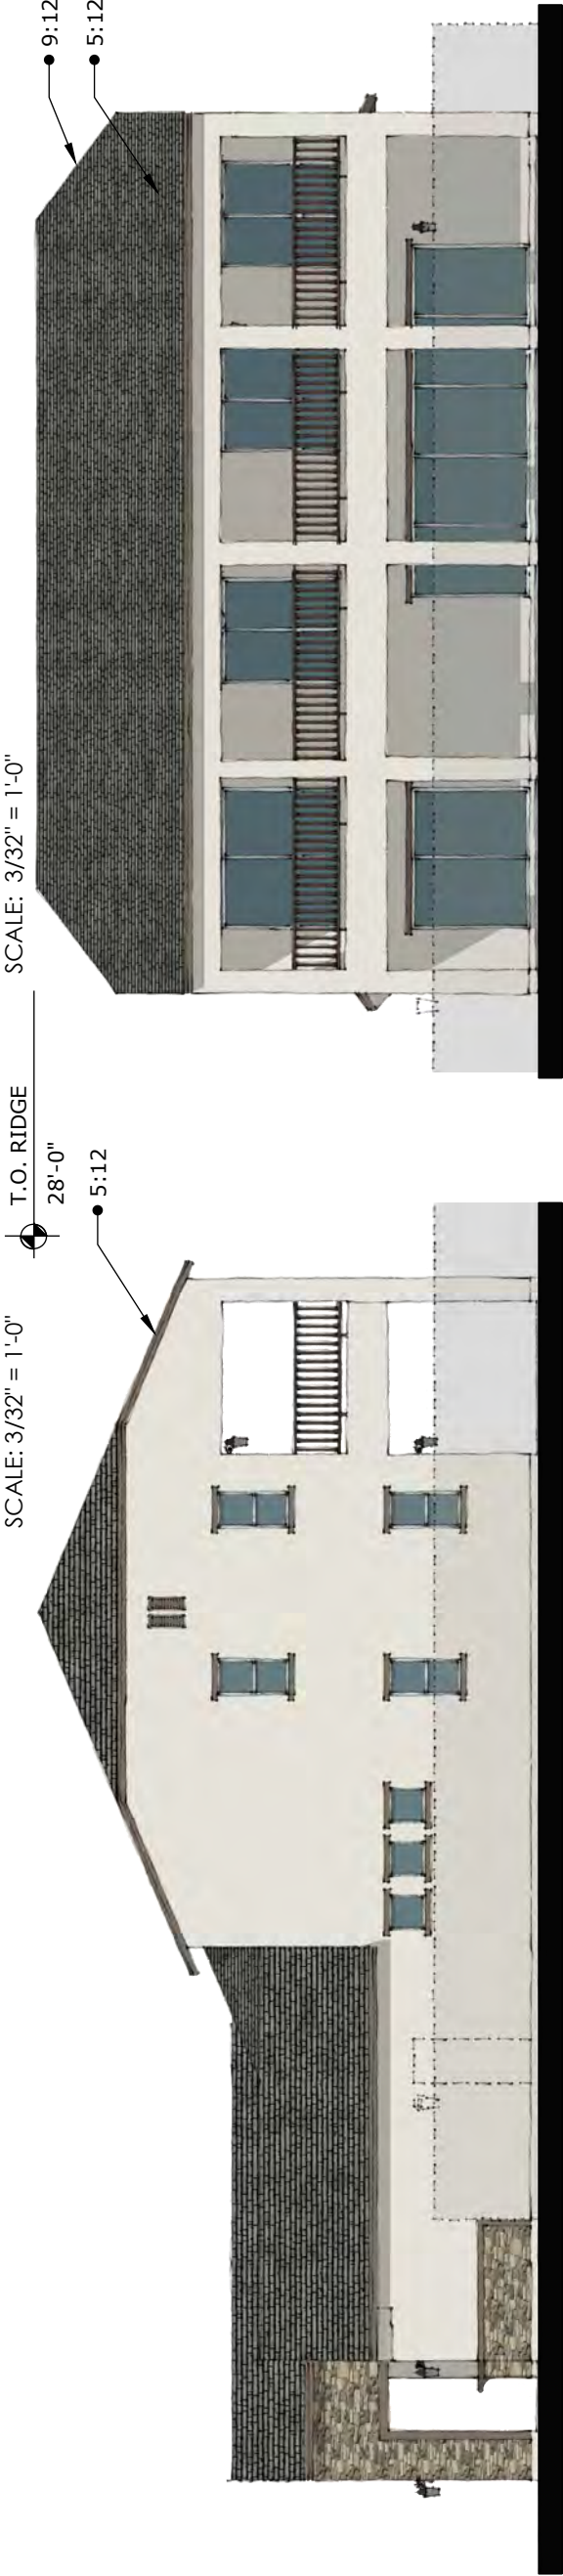 SCALE: 3/32" = 1'-0"
T.O. RIDGE
28'-0"
5:12
SCALE: 3/32" = 1'-0"
9:12
5:12